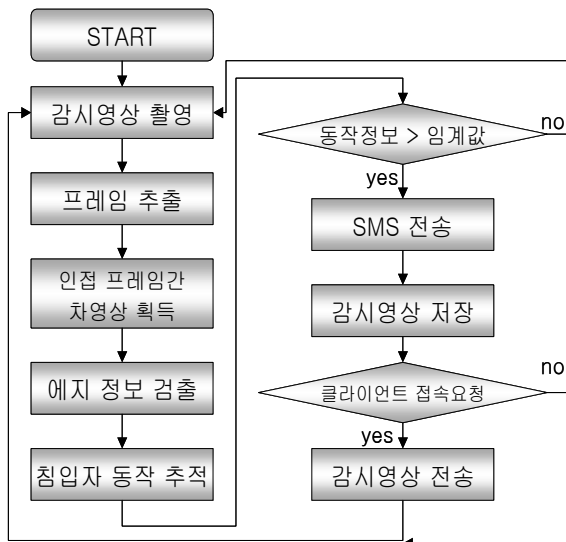 START
감시영상 촬영
프레임 추출
인접 프레임간
차영상 획득
에지 정보 검출
침입자 동작 추적
동작정보 > 임계값
no
yes
SMS 전송
감시영상 저장
클라이언트 접속요청
no
yes
감시영상 전송